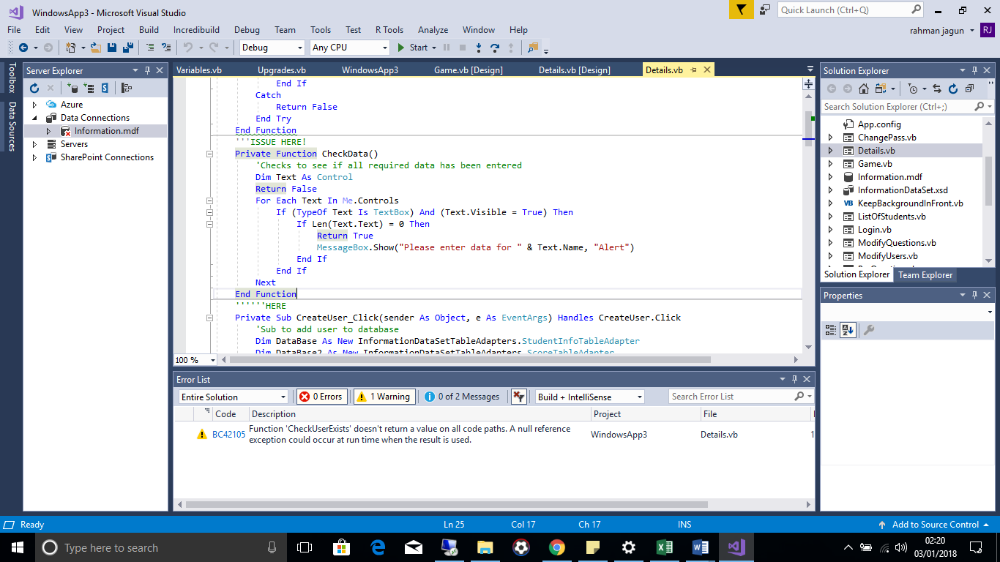 WindowsApp3 - Microsoft Visual Studio
Quick Launch (Ctrl+Q)
File Edit View Project Build Incredibuild Debug Team Tools Test R Tools Analyze Window Help
rahman jagun RJ
Debug Any CPU Start
Toolbox
Data Sources
Server Explorer
Azure
Data Connections
Information.mdf
Servers
SharePoint Connections
Variables.vb Upgrades.vb WindowsApp3 Game.vb [Design] Details.vb [Design] Details.vb
End If
Catch
Return False
End Try
End Function
'''ISSUE HERE!
Private Function CheckData()
'Checks to see if all required data has been entered
Dim Text As Control
Return False
For Each Text In Me.Controls
If (TypeOf Text Is TextBox) And (Text.Visible = True) Then
If Len(Text.Text) = 0 Then
Return True
MessageBox.Show("Please enter data for " & Text.Name, "Alert")
End If
End If
Next
End Function
''''''HERE
Private Sub CreateUser_Click(sender As Object, e As EventArgs) Handles CreateUser.Click
'Sub to add user to database
Dim DataBase As New InformationDataSetTableAdapters.StudentInfoTableAdapter
Dim DataBase2 As New InformationDataSetTableAdapters.ScoreTableAdapter
100 %
Error List
Entire Solution 0 Errors 1 Warning 0 of 2 Messages Build + IntelliSense Search Error List
Code Description Project File
BC42105 Function 'CheckUserExists' doesn't return a value on all code paths. A null reference
exception could occur at run time when the result is used.
WindowsApp3 Details.vb 1
Solution Explorer
Search Solution Explorer (Ctrl+;)
App.config
ChangePass.vb
Details.vb
Game.vb
Information.mdf
InformationDataSet.xsd
VB KeepBackgroundInFront.vb
ListOfStudents.vb
Login.vb
ModifyQuestions.vb
ModifyUsers.vb
Solution Explorer Team Explorer
Properties
Ready Ln 25 Col 17 Ch 17 INS Add to Source Control
Type here to search
02:20
03/01/2018